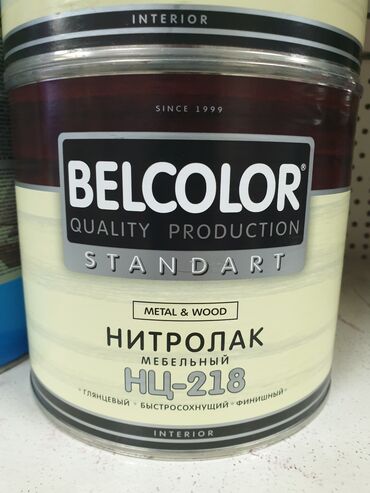 INTERIOR
SINCE 1999
BELCOLOR®
QUALITY PRODUCTION
STANDART
METAL & WOOD
НИТРОЛАК
МЕБЕЛЬНЫЙ
НЦ-218
ГЛЯНЦЕВЫЙ • БЫСТРОСОХНУЩИЙ • ФИНИШНЫЙ
INTERIOR